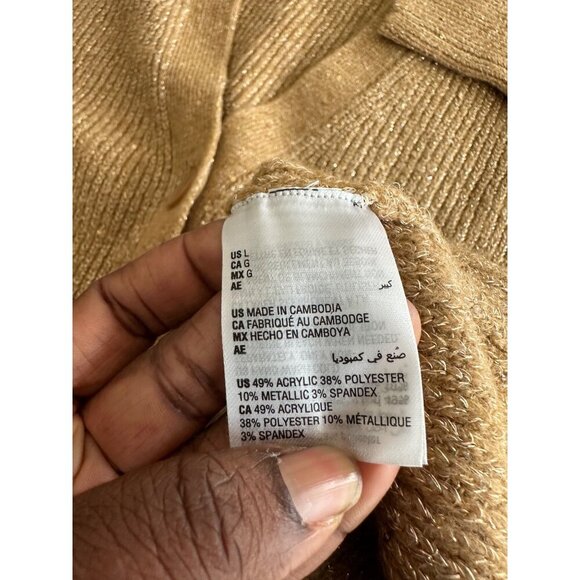 US L
CA G
MX G
AE كبير
US MADE IN CAMBODIA
CA FABRIQUÉ AU CAMBODGE
MX HECHO EN CAMBOYA
AE صُنع في كمبوديا
US 49% ACRYLIC 38% POLYESTER
10% METALLIC 3% SPANDEX
CA 49% ACRYLIQUE
38% POLYESTER 10% MÉTALLIQUE
3% SPANDEX